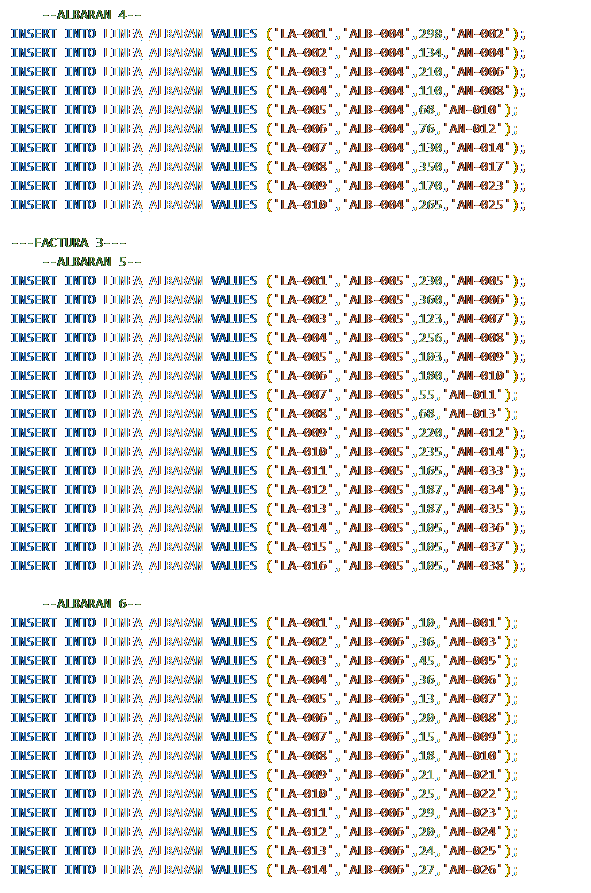 --ALBARAN 4--
INSERT INTO LINEA_ALBARAN VALUES ('LA-001','ALB-004',290,'AN-002');
INSERT INTO LINEA_ALBARAN VALUES ('LA-002','ALB-004',134,'AN-004');
INSERT INTO LINEA_ALBARAN VALUES ('LA-003','ALB-004',210,'AN-006');
INSERT INTO LINEA_ALBARAN VALUES ('LA-004','ALB-004',110,'AN-008');
INSERT INTO LINEA_ALBARAN VALUES ('LA-005','ALB-004',60,'AN-010');
INSERT INTO LINEA_ALBARAN VALUES ('LA-006','ALB-004',76,'AN-012');
INSERT INTO LINEA_ALBARAN VALUES ('LA-007','ALB-004',130,'AN-014');
INSERT INTO LINEA_ALBARAN VALUES ('LA-008','ALB-004',350,'AN-017');
INSERT INTO LINEA_ALBARAN VALUES ('LA-009','ALB-004',170,'AN-023');
INSERT INTO LINEA_ALBARAN VALUES ('LA-010','ALB-004',265,'AN-025');
---FACTURA 3---
--ALBARAN 5--
INSERT INTO LINEA_ALBARAN VALUES ('LA-001','ALB-005',230,'AN-005');
INSERT INTO LINEA_ALBARAN VALUES ('LA-002','ALB-005',360,'AN-006');
INSERT INTO LINEA_ALBARAN VALUES ('LA-003','ALB-005',123,'AN-007');
INSERT INTO LINEA_ALBARAN VALUES ('LA-004','ALB-005',256,'AN-008');
INSERT INTO LINEA_ALBARAN VALUES ('LA-005','ALB-005',103,'AN-009');
INSERT INTO LINEA_ALBARAN VALUES ('LA-006','ALB-005',100,'AN-010');
INSERT INTO LINEA_ALBARAN VALUES ('LA-007','ALB-005',55,'AN-011');
INSERT INTO LINEA_ALBARAN VALUES ('LA-008','ALB-005',60,'AN-013');
INSERT INTO LINEA_ALBARAN VALUES ('LA-009','ALB-005',220,'AN-012');
INSERT INTO LINEA_ALBARAN VALUES ('LA-010','ALB-005',235,'AN-014');
INSERT INTO LINEA_ALBARAN VALUES ('LA-011','ALB-005',165,'AN-033');
INSERT INTO LINEA_ALBARAN VALUES ('LA-012','ALB-005',187,'AN-034');
INSERT INTO LINEA_ALBARAN VALUES ('LA-013','ALB-005',187,'AN-035');
INSERT INTO LINEA_ALBARAN VALUES ('LA-014','ALB-005',105,'AN-036');
INSERT INTO LINEA_ALBARAN VALUES ('LA-015','ALB-005',105,'AN-037');
INSERT INTO LINEA_ALBARAN VALUES ('LA-016','ALB-005',105,'AN-038');
--ALBARAN 6--
INSERT INTO LINEA_ALBARAN VALUES ('LA-001','ALB-006',10,'AN-001');
INSERT INTO LINEA_ALBARAN VALUES ('LA-002','ALB-006',36,'AN-003');
INSERT INTO LINEA_ALBARAN VALUES ('LA-003','ALB-006',45,'AN-005');
INSERT INTO LINEA_ALBARAN VALUES ('LA-004','ALB-006',36,'AN-006');
INSERT INTO LINEA_ALBARAN VALUES ('LA-005','ALB-006',13,'AN-007');
INSERT INTO LINEA_ALBARAN VALUES ('LA-006','ALB-006',20,'AN-008');
INSERT INTO LINEA_ALBARAN VALUES ('LA-007','ALB-006',15,'AN-009');
INSERT INTO LINEA_ALBARAN VALUES ('LA-008','ALB-006',18,'AN-010');
INSERT INTO LINEA_ALBARAN VALUES ('LA-009','ALB-006',21,'AN-021');
INSERT INTO LINEA_ALBARAN VALUES ('LA-010','ALB-006',25,'AN-022');
INSERT INTO LINEA_ALBARAN VALUES ('LA-011','ALB-006',29,'AN-023');
INSERT INTO LINEA_ALBARAN VALUES ('LA-012','ALB-006',20,'AN-024');
INSERT INTO LINEA_ALBARAN VALUES ('LA-013','ALB-006',24,'AN-025');
INSERT INTO LINEA_ALBARAN VALUES ('LA-014','ALB-006',27,'AN-026');